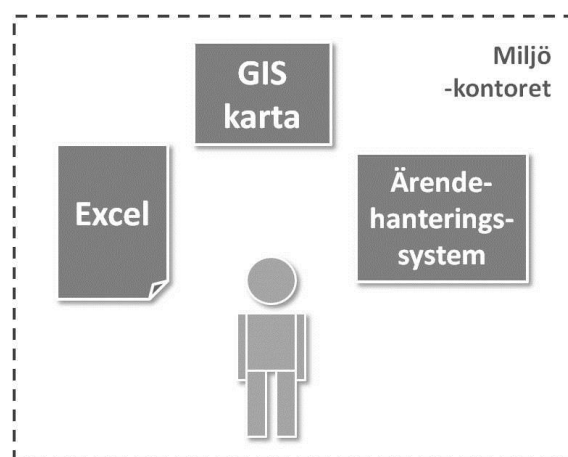 GIS
karta
Miljö
-kontoret
Excel
Ärende-
hanterings-
system